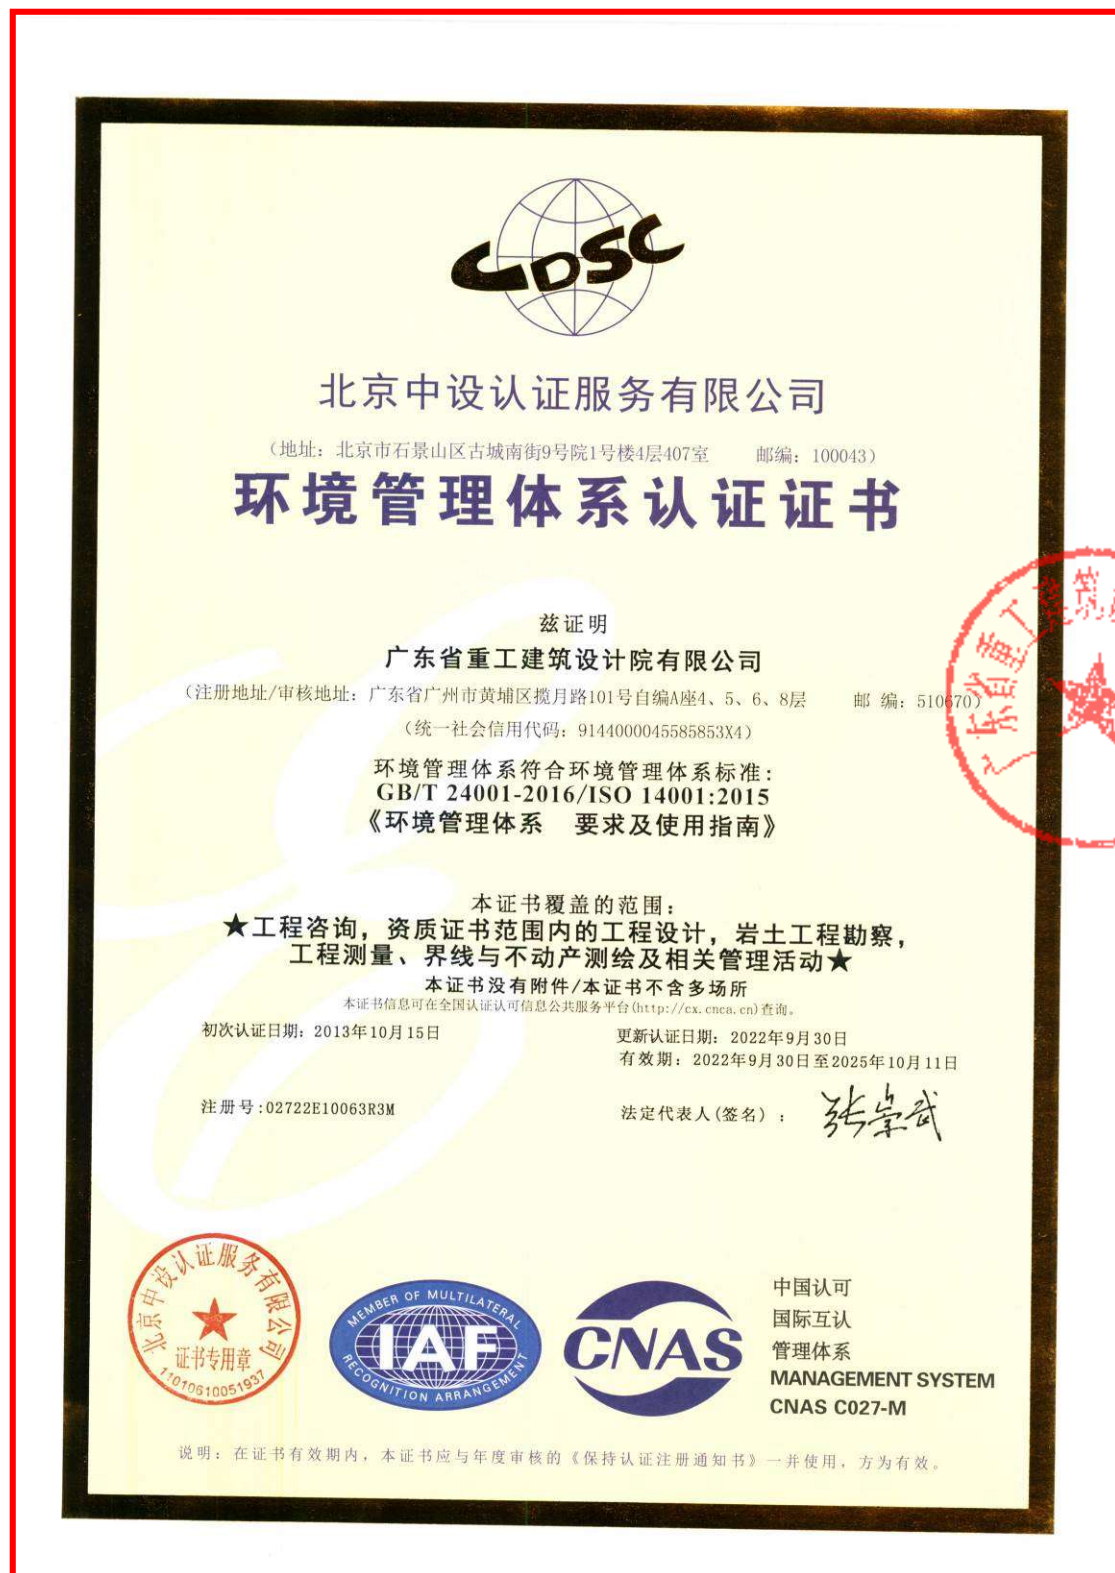 CDSC
北京中设认证服务有限公司
（地址：北京市石景山区古城南街9号院1号楼4层407室 邮编：100043）
环境管理体系认证证书
兹证明
广东省重工建筑设计院有限公司
（注册地址/审核地址：广东省广州市黄埔区揽月路101号自编A座4、5、6、8层 邮 编：510670）
（统一社会信用代码：9144000045585853X4）
环境管理体系符合环境管理体系标准：
GB/T 24001-2016/ISO 14001:2015
《环境管理体系 要求及使用指南》
本证书覆盖的范围：
★工程咨询，资质证书范围内的工程设计，岩土工程勘察，
工程测量、界线与不动产测绘及相关管理活动★
本证书没有附件/本证书不含多场所
本证书信息可在全国认证认可信息公共服务平台(http://cx.cnca.cn)查询。
初次认证日期：2013年10月15日
更新认证日期：2022年9月30日
有效期：2022年9月30日至2025年10月11日
注册号:02722E10063R3M
法定代表人(签名)：
张崇武
广东省重工建筑
北京中设认证服务有限公司
证书专用章
11010610051937
MEMBER OF MULTILATERAL
IAF
RECOGNITION ARRANGEMENT
CNAS
中国认可
国际互认
管理体系
MANAGEMENT SYSTEM
CNAS C027-M
说明：在证书有效期内，本证书应与年度审核的《保持认证注册通知书》一并使用，方为有效。